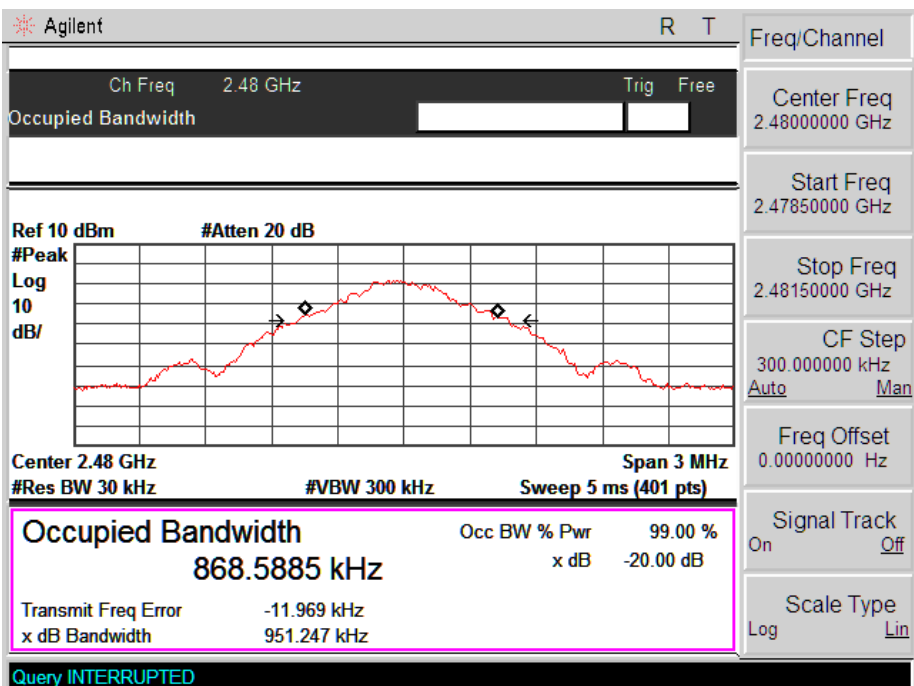 Agilent
R T
Ch Freq 2.48 GHz Trig Free
Occupied Bandwidth
Ref 10 dBm #Atten 20 dB
#Peak
Log
10
dB/
Center 2.48 GHz Span 3 MHz
#Res BW 30 kHz #VBW 300 kHz Sweep 5 ms (401 pts)
Occupied Bandwidth Occ BW % Pwr 99.00 %
868.5885 kHz x dB -20.00 dB
Transmit Freq Error -11.969 kHz
x dB Bandwidth 951.247 kHz
Query INTERRUPTED
Freq/Channel
Center Freq
2.48000000 GHz
Start Freq
2.47850000 GHz
Stop Freq
2.48150000 GHz
CF Step
300.000000 kHz
Auto Man
Freq Offset
0.00000000 Hz
Signal Track
On Off
Scale Type
Log Lin